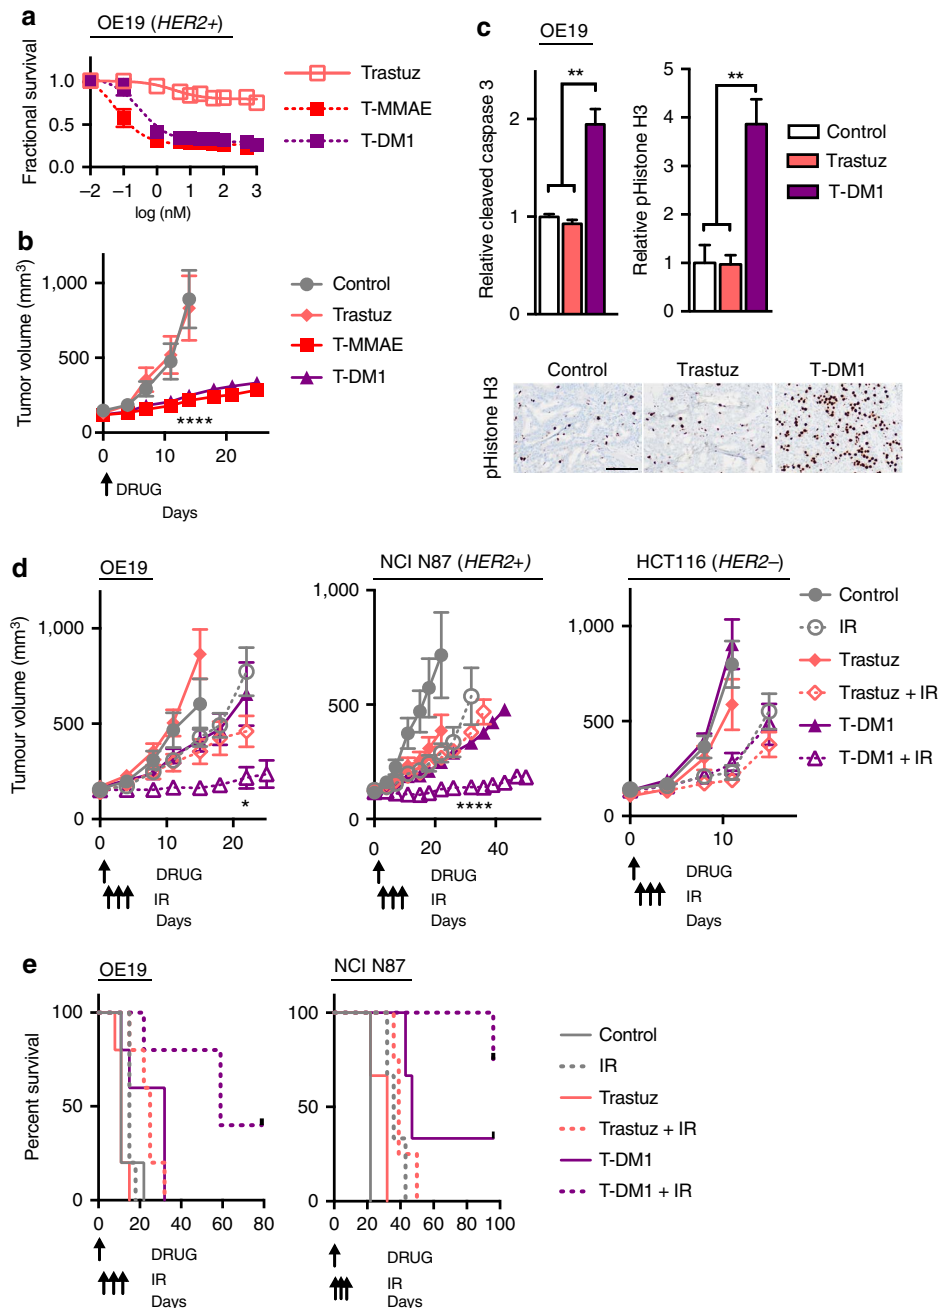 a
OE19 (HER2+)
Fractional survival
1.0
0.5
0.0
−2 −1 0 1 2 3
log (nM)
Trastuz
T-MMAE
T-DM1
b
Tumor volume (mm3)
1,000
500
0
0 10 20
****
DRUG
Days
Control
Trastuz
T-MMAE
T-DM1
c
OE19
Relative cleaved caspase 3
2
1
0
**
Relative pHistone H3
5
4
3
2
1
0
**
Control
Trastuz
T-DM1
Control Trastuz T-DM1
pHistone H3
d
OE19
Tumour volume (mm3)
1,000
500
0
0 10 20
*
DRUG
IR
Days
NCI N87 (HER2+)
1,000
500
0
0 20 40
****
DRUG
IR
Days
HCT116 (HER2−)
1,000
500
0
0 10
DRUG
IR
Days
Control
IR
Trastuz
Trastuz + IR
T-DM1
T-DM1 + IR
e
OE19
Percent survival
100
50
0
0 20 40 60 80
DRUG
IR
Days
NCI N87
100
50
0
0 20 40 60 80 100
DRUG
IR
Days
Control
IR
Trastuz
Trastuz + IR
T-DM1
T-DM1 + IR